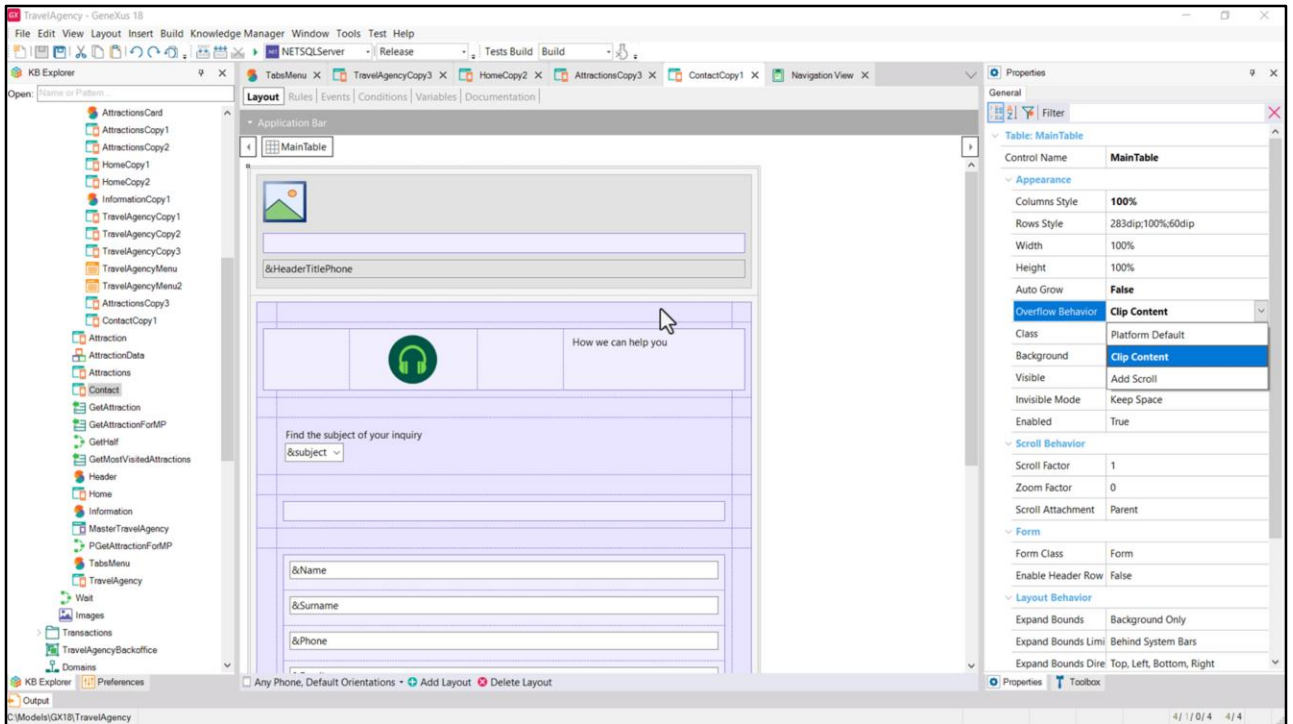 TravelAgency - GeneXus 18
File Edit View Layout Insert Build Knowledge Manager Window Tools Test Help
NETSQLServer Release Tests Build Build
KB Explorer
Open: Name or Pattern...
AttractionsCard
AttractionsCopy1
AttractionsCopy2
HomeCopy1
HomeCopy2
InformationCopy1
TravelAgencyCopy1
TravelAgencyCopy2
TravelAgencyCopy3
TravelAgencyMenu
TravelAgencyMenu2
AttractionsCopy3
ContactCopy1
Attraction
AttractionData
Attractions
Contact
GetAttraction
GetAttractionForMP
GetHalf
GetMostVisitedAttractions
Header
Home
Information
MasterTravelAgency
PGetAttractionForMP
TabsMenu
TravelAgency
Wait
Images
Transactions
TravelAgencyBackoffice
Domains
KB Explorer Preferences
Output
C:\Models\GX18\TravelAgency
TabsMenu X TravelAgencyCopy3 X HomeCopy2 X AttractionsCopy3 X ContactCopy1 X Navigation View X
Layout Rules Events Conditions Variables Documentation
Application Bar
MainTable
&HeaderTitlePhone
How we can help you
Find the subject of your inquiry
&subject
&Name
&Surname
&Phone
Any Phone, Default Orientations Add Layout Delete Layout
Properties
General
Filter
Table: MainTable
Control Name MainTable
Appearance
Columns Style 100%
Rows Style 283dip;100%;60dip
Width 100%
Height 100%
Auto Grow False
Overflow Behavior Clip Content
Class Platform Default
Background Clip Content
Visible Add Scroll
Invisible Mode Keep Space
Enabled True
Scroll Behavior
Scroll Factor 1
Zoom Factor 0
Scroll Attachment Parent
Form
Form Class Form
Enable Header Row False
Layout Behavior
Expand Bounds Background Only
Expand Bounds Limi Behind System Bars
Expand Bounds Dire Top, Left, Bottom, Right
Properties Toolbox
4/ 1/ 0/ 4 4/ 4